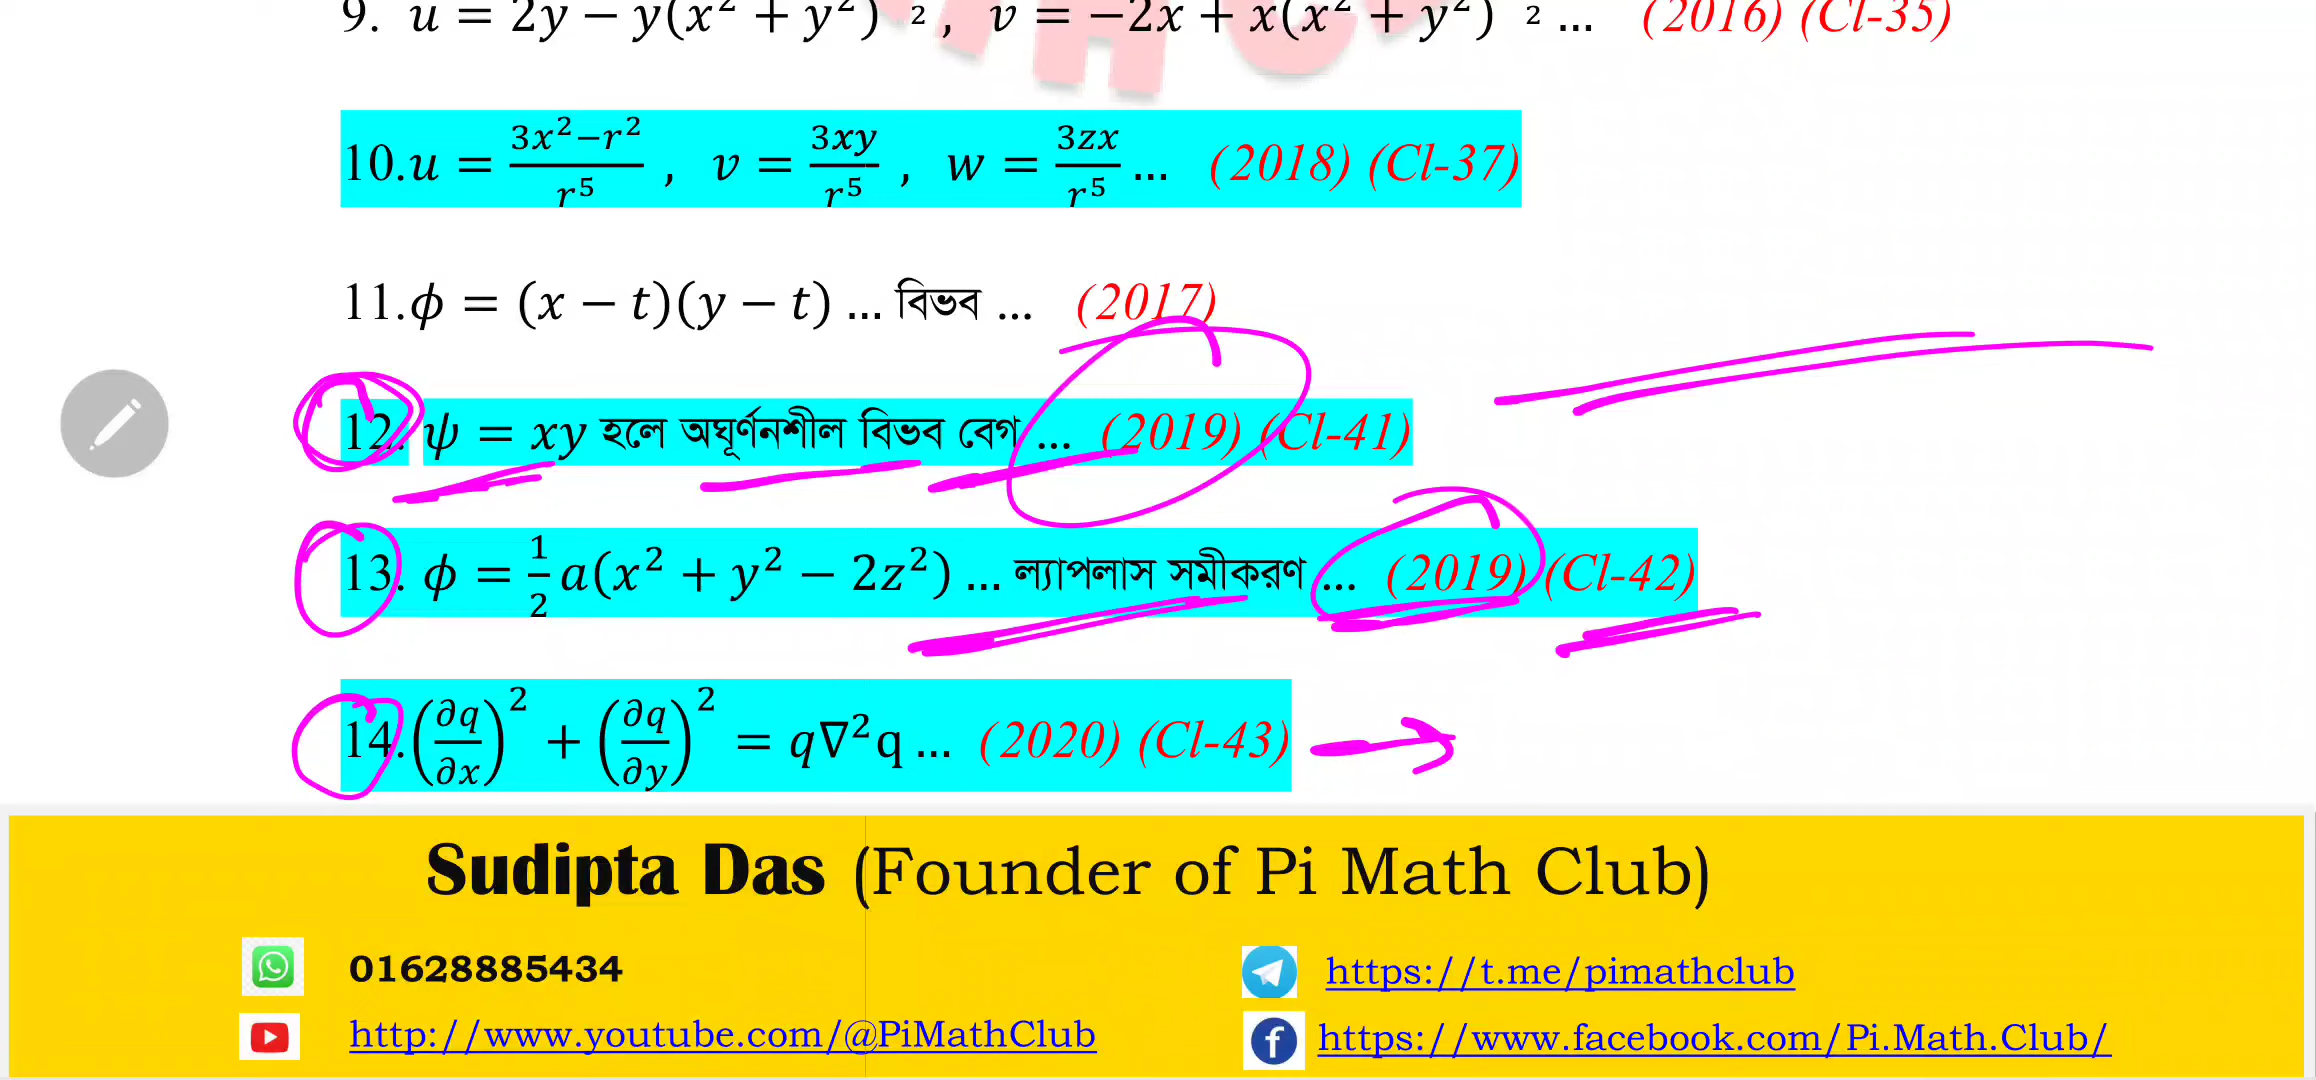 9. u = 2y − y(x² + y²) 2 , v = −2x + x(x² + y²) 2 ... (2016) (Cl-35)
10.u = (3x²−r²)/r⁵ , v = 3xy/r⁵ , w = 3zx/r⁵ ... (2018) (Cl-37)
11.ϕ = (x − t)(y − t) ... বিভব ... (2017)
12. ψ = xy হলে অঘূর্ণনশীল বিভব বেগ ... (2019) (Cl-41)
13. ϕ = 1/2 a(x² + y² − 2z²) ... ল্যাপলাস সমীকরণ ... (2019) (Cl-42)
14.(∂q/∂x)² + (∂q/∂y)² = q∇²q ... (2020) (Cl-43)
Sudipta Das (Founder of Pi Math Club)
01628885434 https://t.me/pimathclub
http://www.youtube.com/@PiMathClub https://www.facebook.com/Pi.Math.Club/